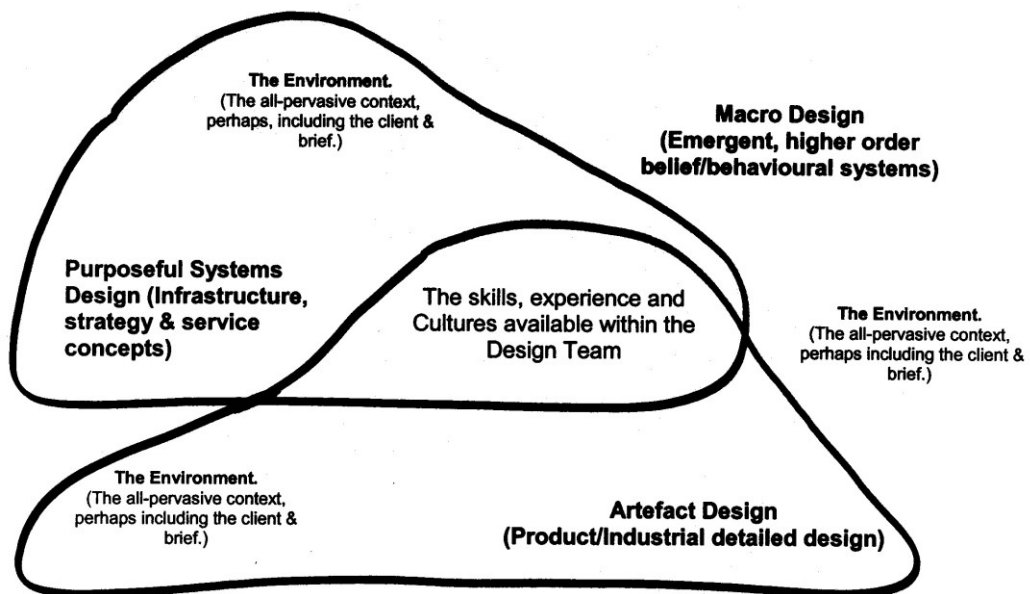 The Environment.
(The all-pervasive context,
perhaps, including the client &
brief.)
Macro Design
(Emergent, higher order
belief/behavioural systems)
Purposeful Systems
Design (Infrastructure,
strategy & service
concepts)
The skills, experience and
Cultures available within the
Design Team
The Environment.
(The all-pervasive context,
perhaps including the client &
brief.)
The Environment.
(The all-pervasive context,
perhaps including the client &
brief.)
Artefact Design
(Product/Industrial detailed design)